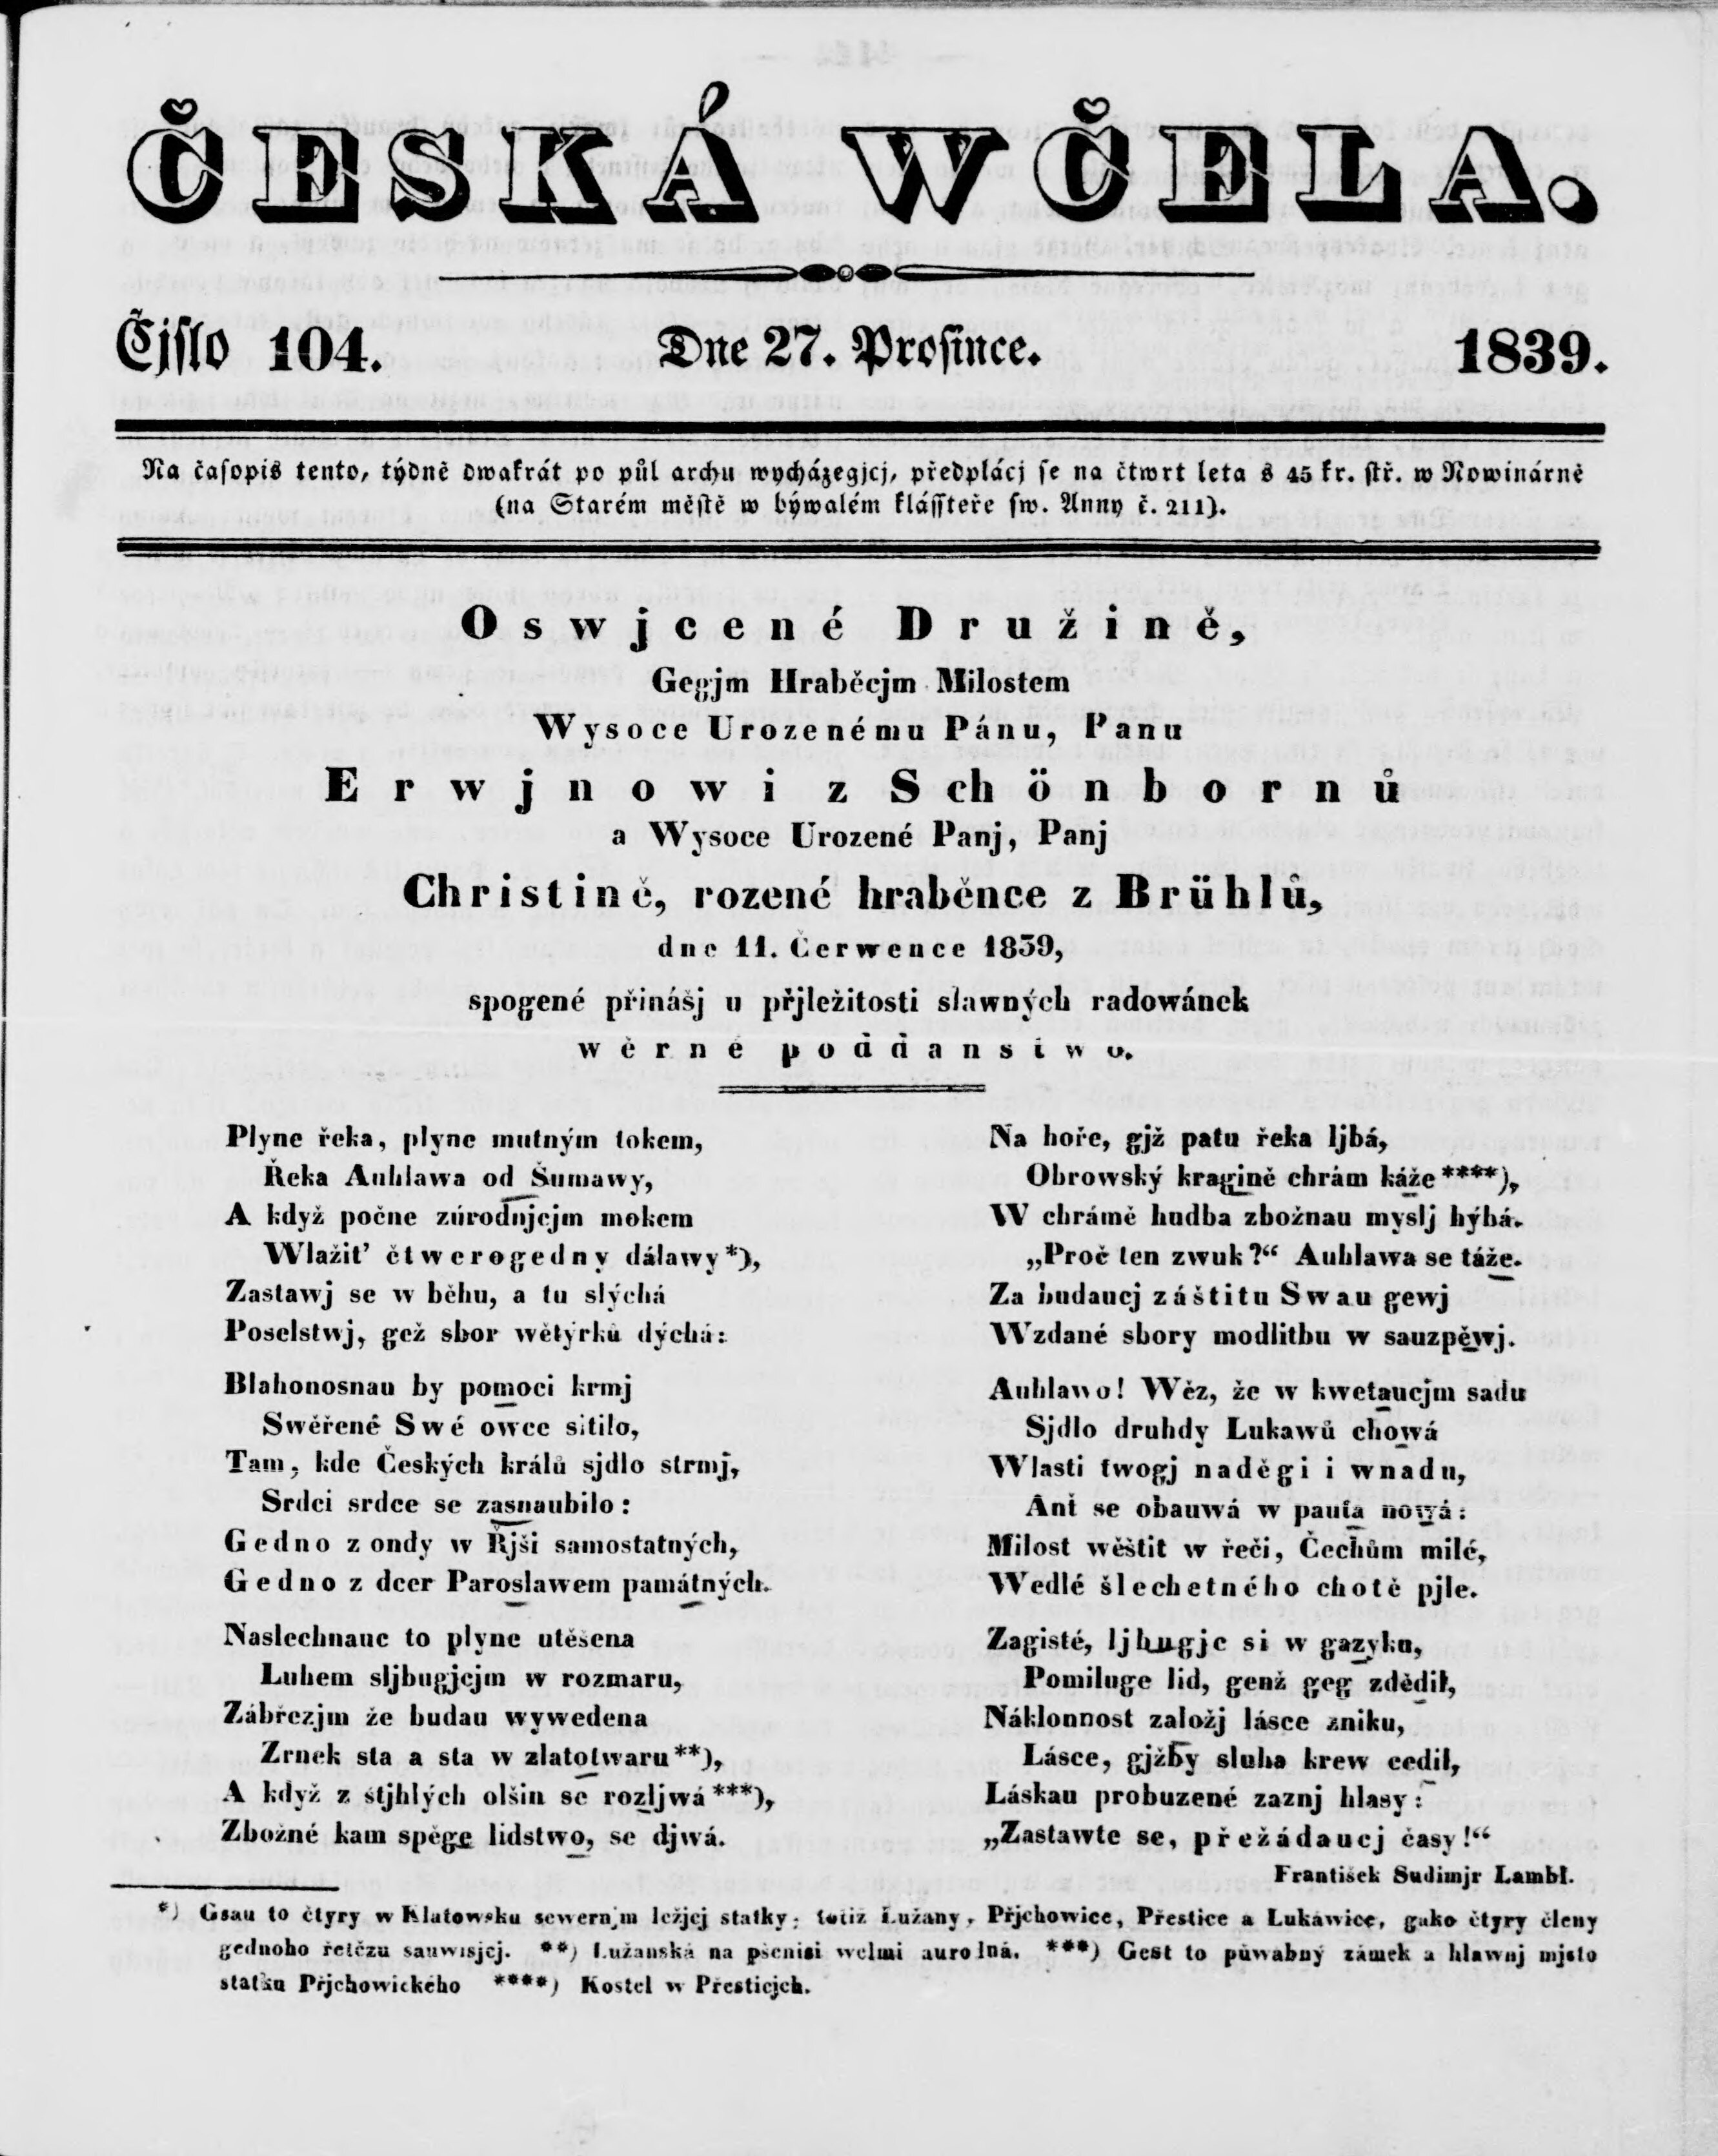 ČESKÁ WČELA.
Čjſlo 104. Dne 27. Proſince. 1839.
Na čaſopis tento, týdně dwakrát po půl archu wycházegjcj, předplácj ſe na čtwrt leta s 45 kr. ſtř. w Nowinárně
(na Starém městě w býwalém kláſſteře ſw. Anny č. 211).
Oswjcené Družině,
Gegjm Hraběcjm Milostem
Wysoce Urozenému Pánu, Panu
Erwjnowi z Schönbornů
a Wysoce Urozené Panj, Panj
Christině, rozené hraběnce z Brühlů,
dne 11. Čerwence 1839,
spogené přinášj u přjležitosti slawných radowánek
wěrné poddanstwo.
Plyne řeka, plyne mutným tokem,
Řeka Auhlawa od Šumawy,
A když počne zúrodnjcjm mokem
Wlažit’ čtwerogedny dálawy*),
Zastawj se w běhu, a tu slýchá
Poselstwj, gež sbor wětýrků dýchá:
Blahonosnau by pomoci krmj
Swěřené Swé owce sitilo,
Tam, kde Českých králů sjdlo strmj,
Srdci srdce se zasnaubilo:
Gedno z ondy w Řjši samostatných,
Gedno z dcer Paroslawem památných.
Naslechnauc to plyne utěšena
Luhem sljbugjcjm w rozmaru,
Zábřezjm že budau wywedena
Zrnek sta a sta w zlatotwaru**),
A když z štjhlých olšin se rozljwá***),
Zbožné kam spěge lidstwo, se djwá.
Na hoře, gjž patu řeka ljbá,
Obrowský kragině chrám káže****),
W chrámě hudba zbožnau myslj hýbá.
„Proč ten zwuk?“ Auhlawa se táže.
Za budaucj záštitu Swau gewj
Wzdané sbory modlitbu w sauzpěwj.
Auhlawo! Wěz, že w kwetaucjm sadu
Sjdlo druhdy Lukawů chowá
Wlasti twogj naděgi i wnadu,
Ant se obauwá w pauta nowá:
Milost wěštit w řeči, Čechům milé,
Wedlé šlechetného chotě pjle.
Zagisté, ljbugjc si w gazyku,
Pomiluge lid, genž geg zdědil,
Náklonnost založj lásce zniku,
Lásce, gjžby sluha krew cedil,
Láskau probuzené zaznj hlasy:
„Zastawte se, přežádaucj časy!“
František Sudimjr Lambl.
*) Gsau to čtyry w Klatowsku sewernjm ležjcj statky: totiž Lužany, Přjchowice, Přestice a Lukáwice, gako čtyry členy
gednoho řetězu sauwisjcj. **) Lužanská na pšenici welmi aurodná. ***) Gest to půwabný zámek a hlawnj mjsto
statku Přjchowického ****) Kostel w Přesticjch.